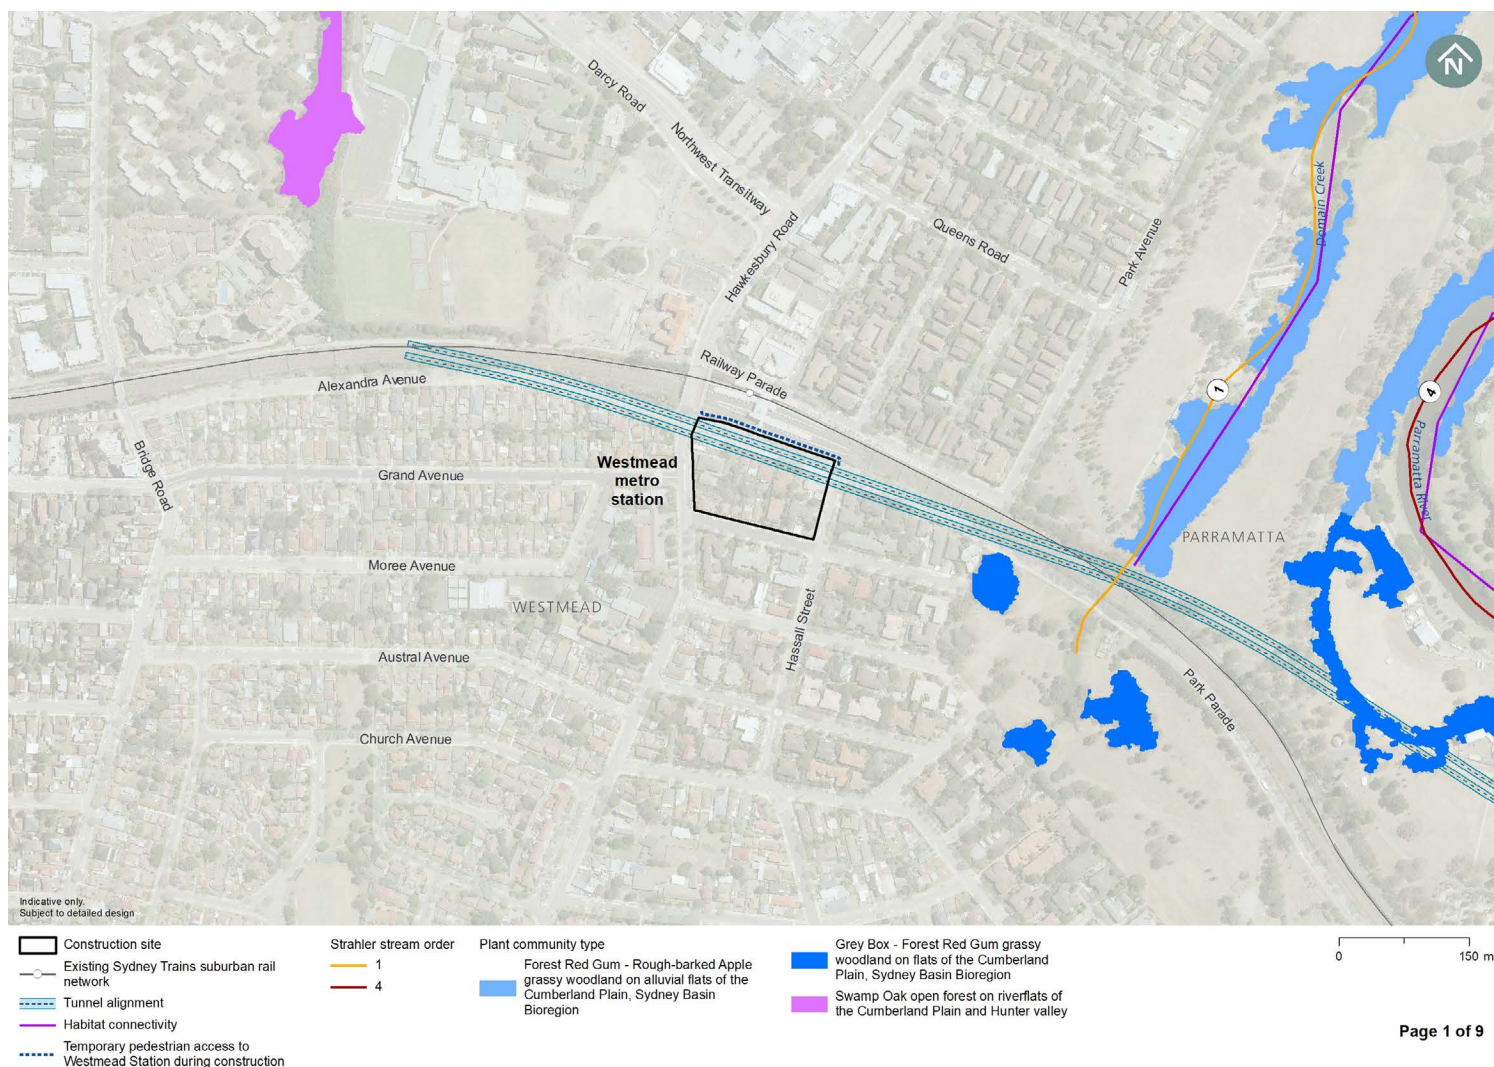 N
Darcy Road
Northwest Transitway
Hawkesbury Road
Queens Road
Park Avenue
Domain Creek
Railway Parade
Alexandra Avenue
1
4
Parramatta River
Bridge Road
Grand Avenue
Westmead
metro
station
PARRAMATTA
Moree Avenue
WESTMEAD
Hassall Street
Austral Avenue
Park Parade
Church Avenue
Indicative only.
Subject to detailed design
Construction site
Existing Sydney Trains suburban rail
network
Tunnel alignment
Habitat connectivity
Temporary pedestrian access to
Westmead Station during construction
Strahler stream order
1
4
Plant community type
Forest Red Gum - Rough-barked Apple
grassy woodland on alluvial flats of the
Cumberland Plain, Sydney Basin
Bioregion
Grey Box - Forest Red Gum grassy
woodland on flats of the Cumberland
Plain, Sydney Basin Bioregion
Swamp Oak open forest on riverflats of
the Cumberland Plain and Hunter valley
0 150 m
Page 1 of 9